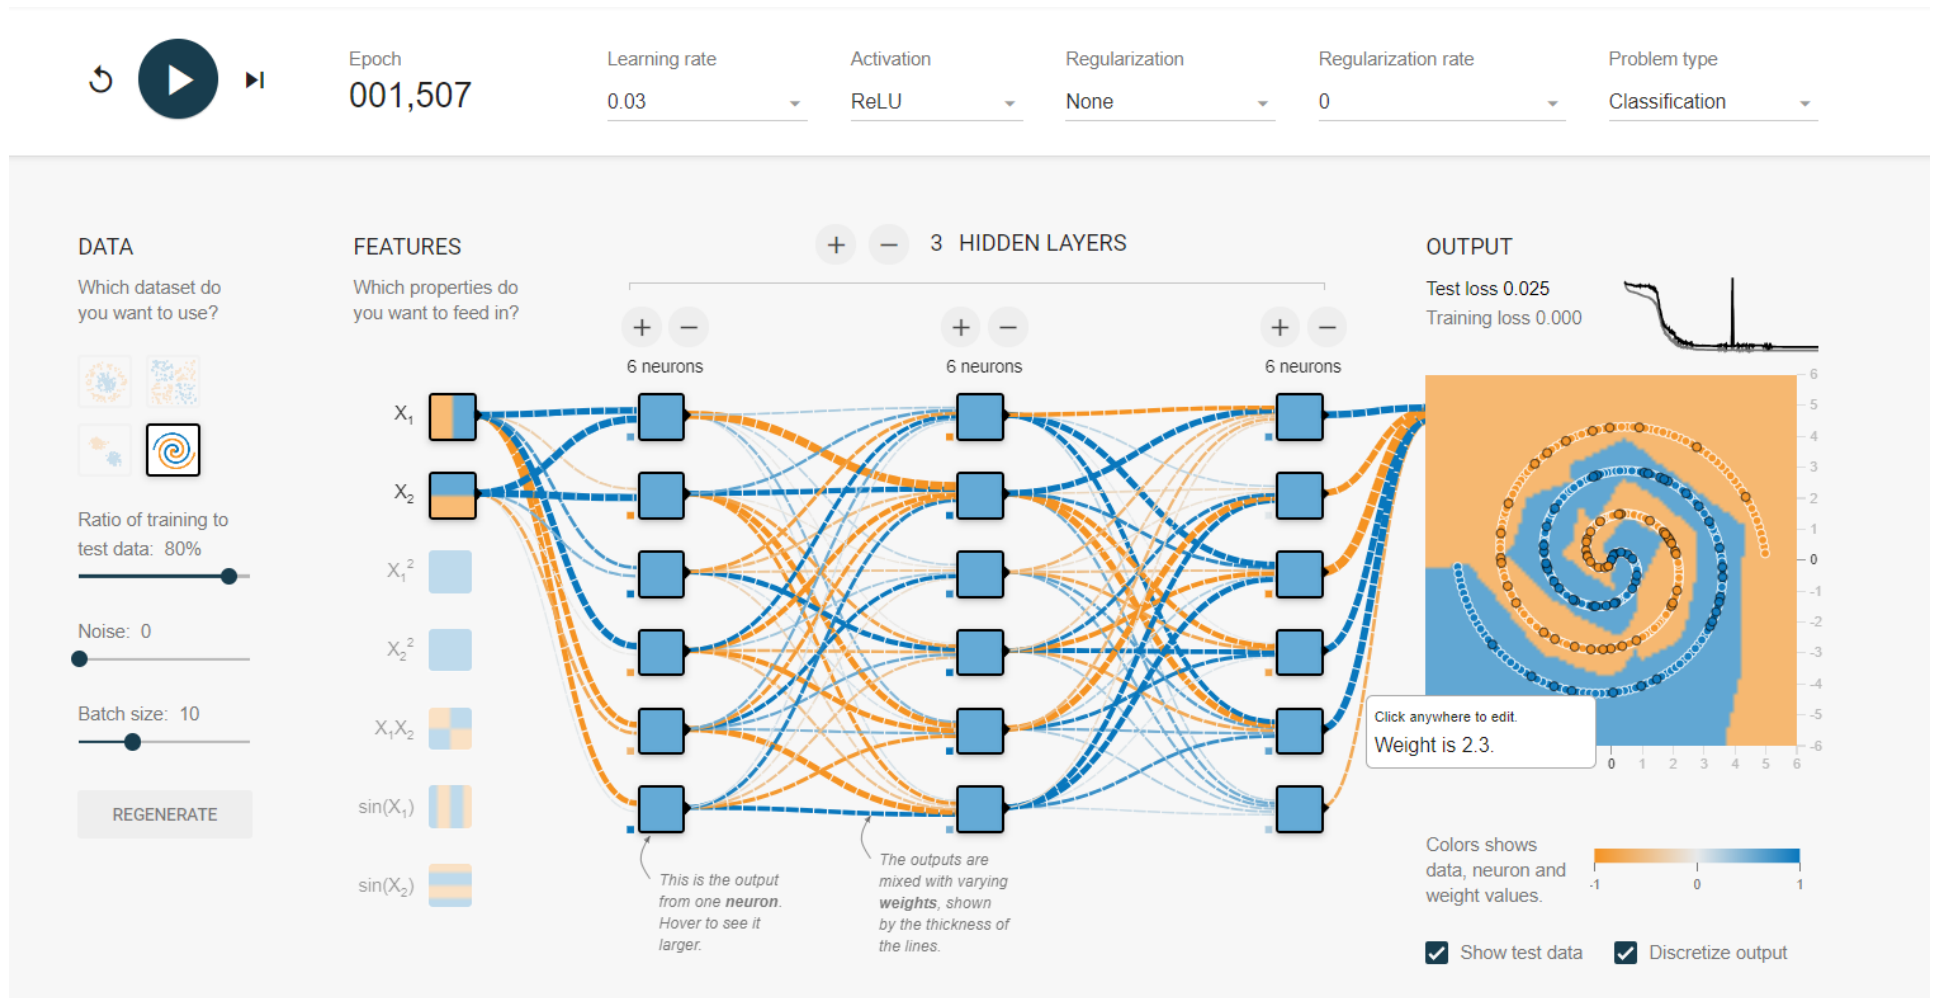 Epoch
001,507
Learning rate
0.03
Activation
ReLU
Regularization
None
Regularization rate
0
Problem type
Classification
DATA
Which dataset do
you want to use?
Ratio of training to
test data: 80%
Noise: 0
Batch size: 10
REGENERATE
FEATURES
Which properties do
you want to feed in?
X1
X2
X1²
X2²
X1X2
sin(X1)
sin(X2)
+ − 3 HIDDEN LAYERS
+ − + − + −
6 neurons 6 neurons 6 neurons
This is the output
from one neuron.
Hover to see it
larger.
The outputs are
mixed with varying
weights, shown
by the thickness of
the lines.
OUTPUT
Test loss 0.025
Training loss 0.000
6
5
4
3
2
1
0
-1
-2
-3
-4
-5
-6
0 1 2 3 4 5 6
Click anywhere to edit.
Weight is 2.3.
Colors shows
data, neuron and
weight values.
-1 0 1
Show test data Discretize output